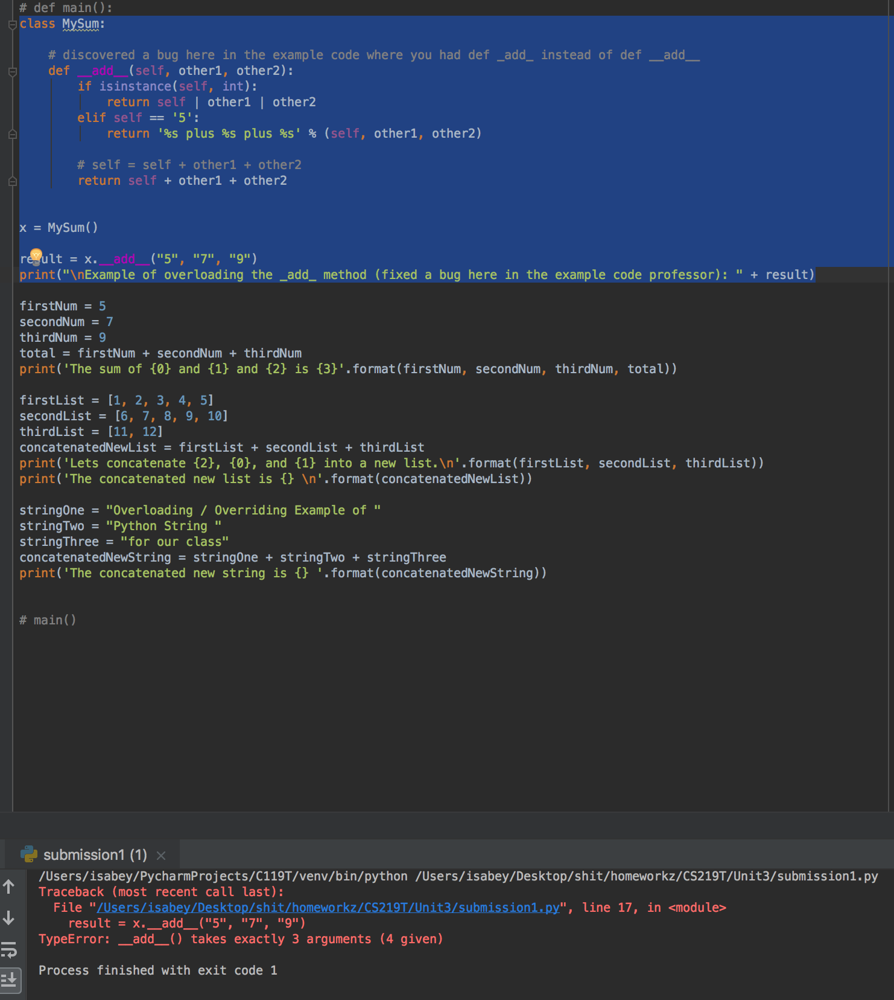 # def main():
class MySum:
    # discovered a bug here in the example code where you had def _add_ instead of def __add__
    def __add__(self, other1, other2):
        if isinstance(self, int):
            return self | other1 | other2
        elif self == '5':
            return '%s plus %s plus %s' % (self, other1, other2)
        # self = self + other1 + other2
        return self + other1 + other2
x = MySum()
result = x.__add__("5", "7", "9")
print("\nExample of overloading the _add_ method (fixed a bug here in the example code professor): " + result)
firstNum = 5
secondNum = 7
thirdNum = 9
total = firstNum + secondNum + thirdNum
print('The sum of {0} and {1} and {2} is {3}'.format(firstNum, secondNum, thirdNum, total))
firstList = [1, 2, 3, 4, 5]
secondList = [6, 7, 8, 9, 10]
thirdList = [11, 12]
concatenatedNewList = firstList + secondList + thirdList
print('Lets concatenate {2}, {0}, and {1} into a new list.\n'.format(firstList, secondList, thirdList))
print('The concatenated new list is {} \n'.format(concatenatedNewList))
stringOne = "Overloading / Overriding Example of "
stringTwo = "Python String "
stringThree = "for our class"
concatenatedNewString = stringOne + stringTwo + stringThree
print('The concatenated new string is {} '.format(concatenatedNewString))
# main()
submission1 (1)
/Users/isabey/PycharmProjects/C119T/venv/bin/python /Users/isabey/Desktop/shit/homeworkz/CS219T/Unit3/submission1.py
Traceback (most recent call last):
  File "/Users/isabey/Desktop/shit/homeworkz/CS219T/Unit3/submission1.py", line 17, in <module>
    result = x.__add__("5", "7", "9")
TypeError: __add__() takes exactly 3 arguments (4 given)
Process finished with exit code 1